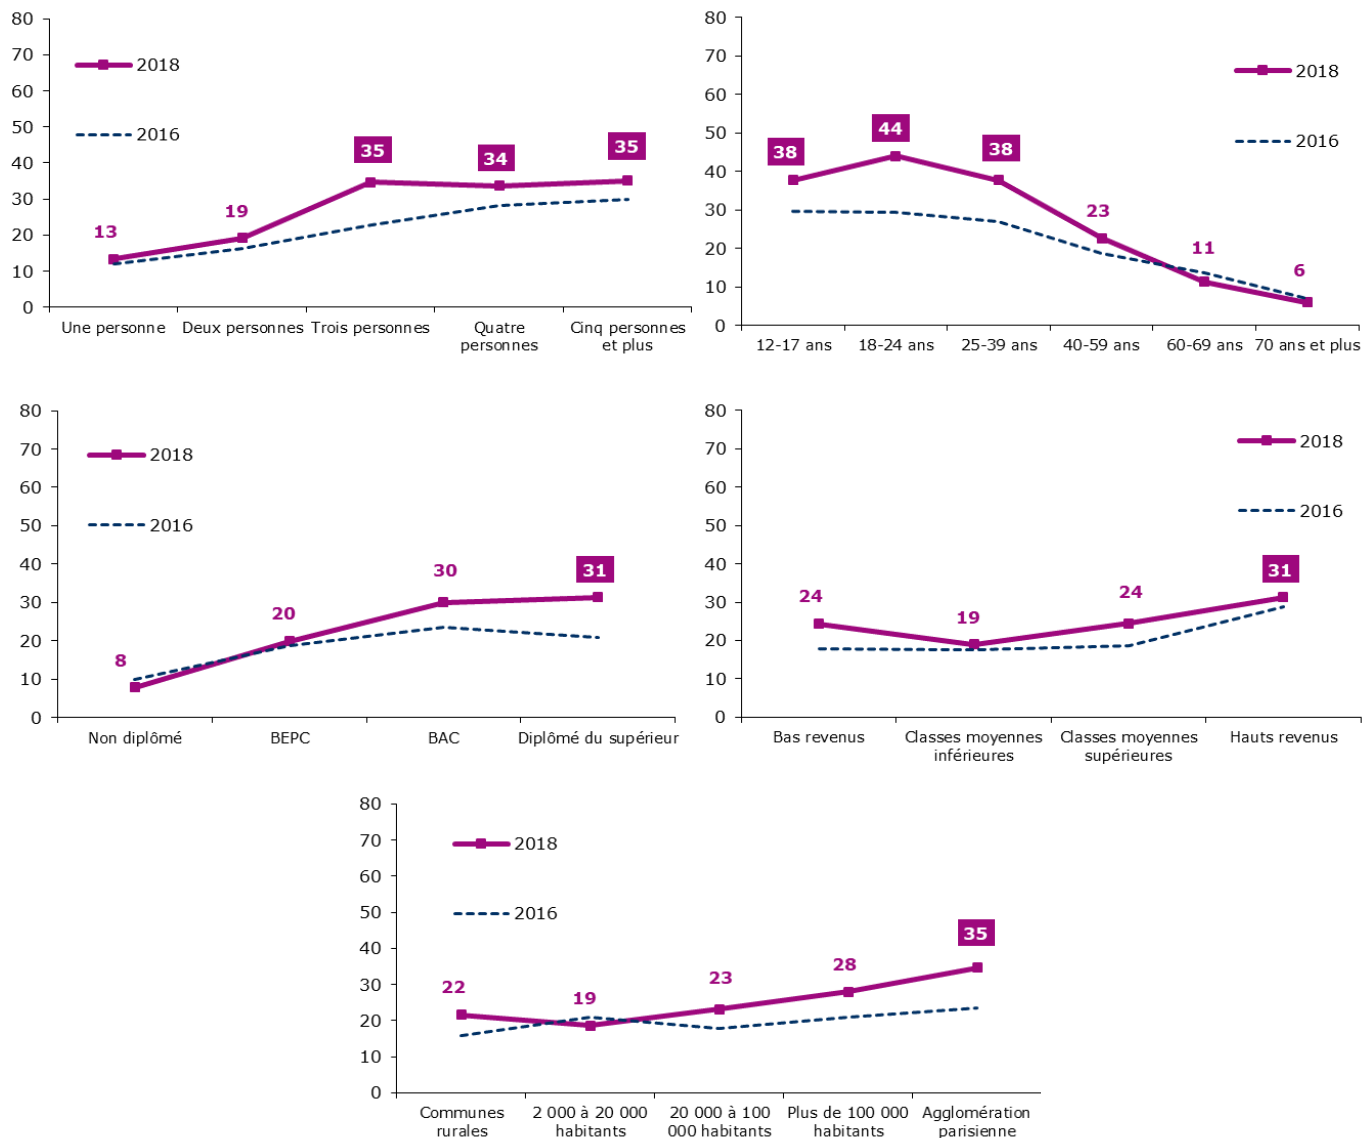 80
70
60
50
40
30
20
10
0
2018
2016
13
19
35
34
35
Une personne
Deux personnes
Trois personnes
Quatre
personnes
Cinq personnes
et plus
80
70
60
50
40
30
20
10
0
2018
2016
38
44
38
23
11
6
12-17 ans
18-24 ans
25-39 ans
40-59 ans
60-69 ans
70 ans et plus
80
70
60
50
40
30
20
10
0
2018
2016
8
20
30
31
Non diplômé
BEPC
BAC
Diplômé du supérieur
80
70
60
50
40
30
20
10
0
2018
2016
24
19
24
31
Bas revenus
Classes moyennes
inférieures
Classes moyennes
supérieures
Hauts revenus
80
70
60
50
40
30
20
10
0
2018
2016
22
19
23
28
35
Communes
rurales
2 000 à 20 000
habitants
20 000 à 100
000 habitants
Plus de 100 000
habitants
Agglomération
parisienne